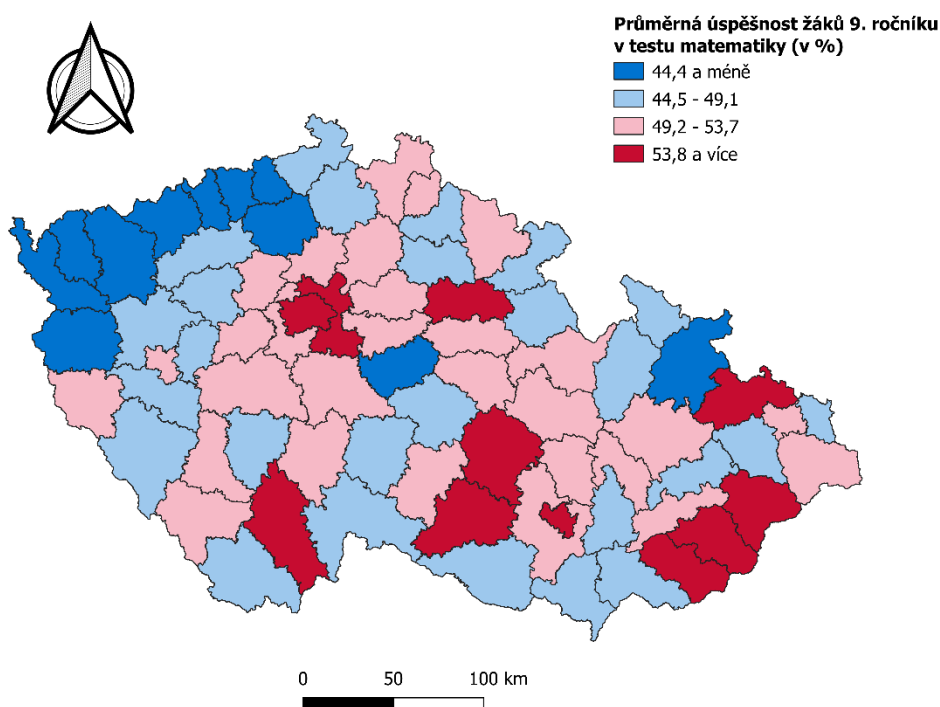 Průměrná úspěšnost žáků 9. ročníku
v testu matematiky (v %)
44,4 a méně
44,5 - 49,1
49,2 - 53,7
53,8 a více
0 50 100 km